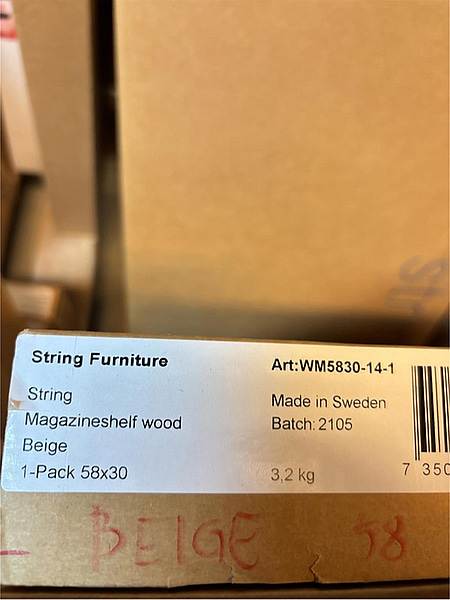 String Furniture
Art:WM5830-14-1
String
Made in Sweden
Magazineshelf wood
Batch: 2105
Beige
1-Pack 58x30
3,2 kg
7 350
BEIGE 58